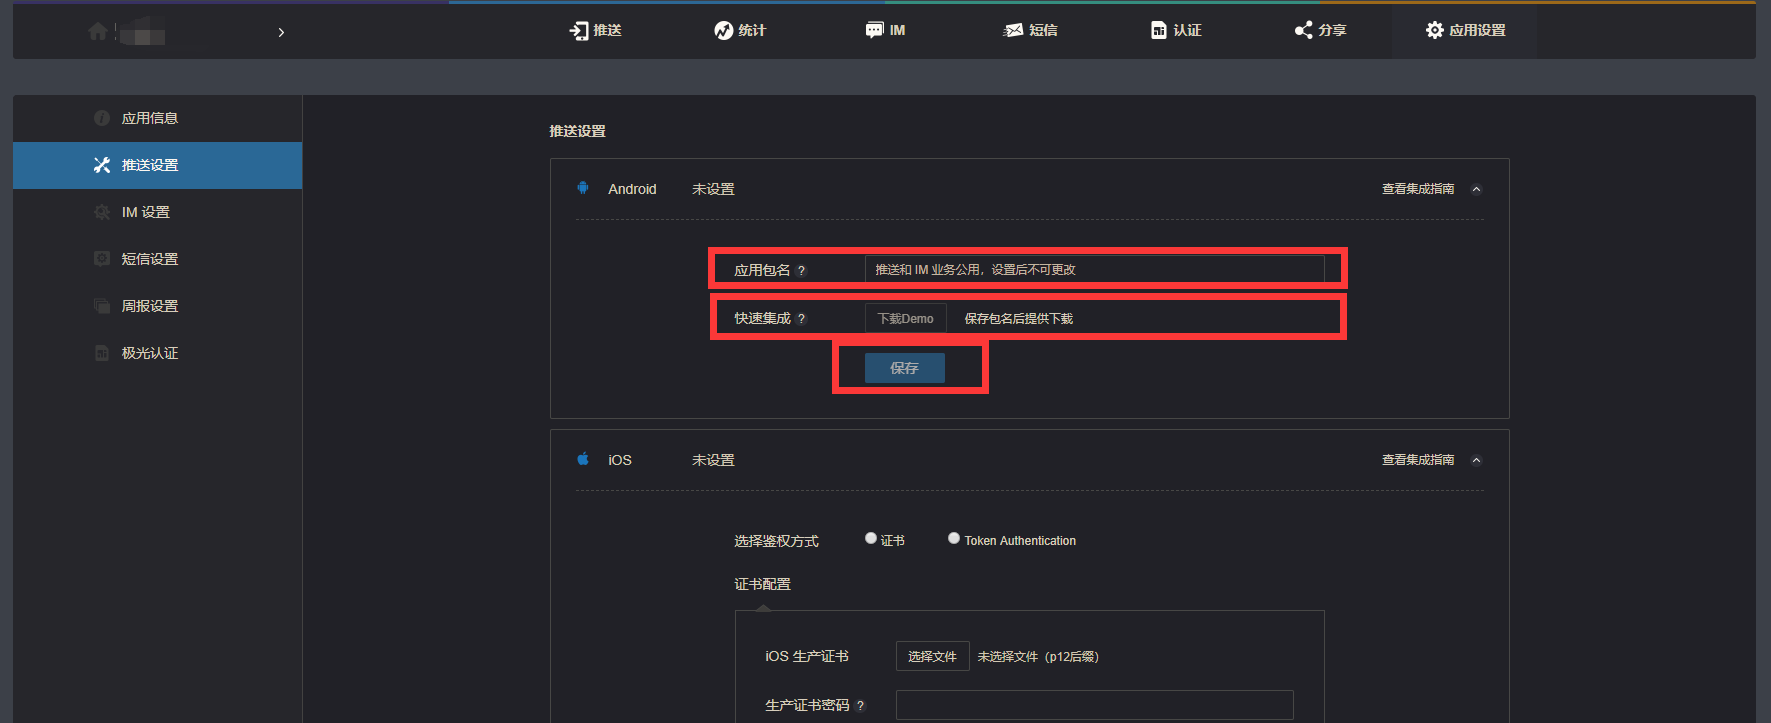 推送 统计 IM 短信 认证 分享 应用设置
应用信息
推送设置
IM 设置
短信设置
周报设置
极光认证
推送设置
Android 未设置 查看集成指南
应用包名 ? 推送和 IM 业务公用，设置后不可更改
快速集成 ? 下载Demo 保存包名后提供下载
保存
iOS 未设置 查看集成指南
选择鉴权方式 证书 Token Authentication
证书配置
iOS 生产证书 选择文件 未选择文件（p12后缀）
生产证书密码 ?